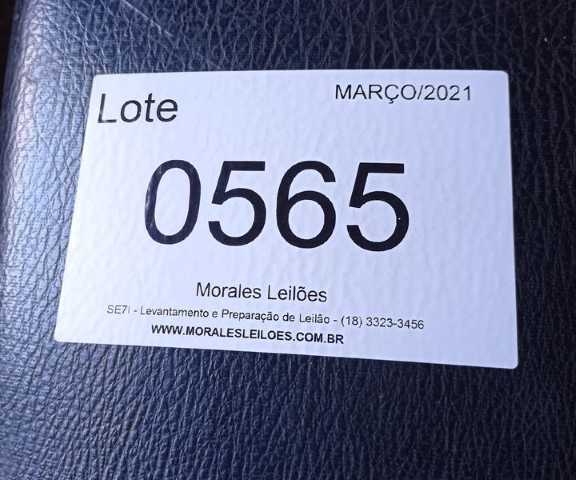 Lote
MARÇO/2021
0565
Morales Leilões
SE7I - Levantamento e Preparação de Leilão - (18) 3323-3456
WWW.MORALESLEILOES.COM.BR